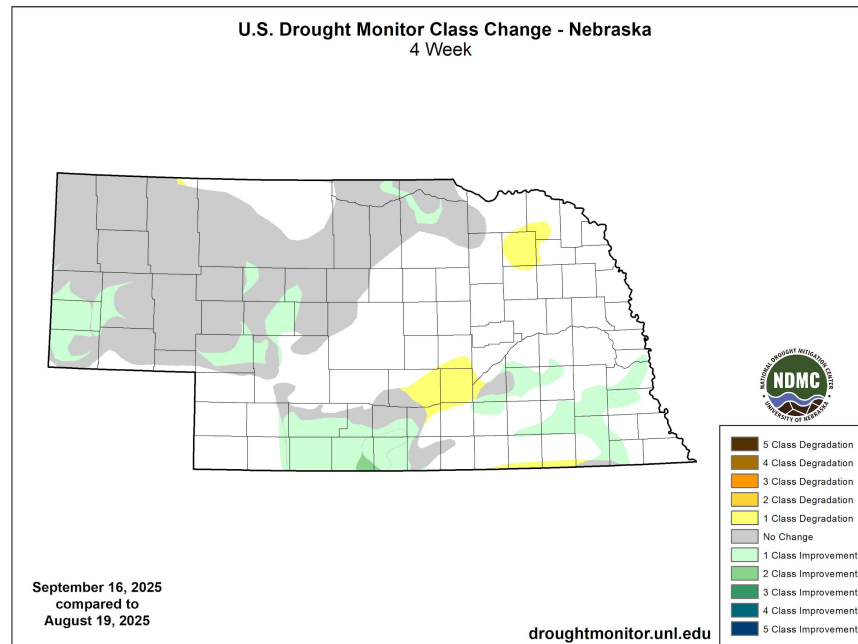 U.S. Drought Monitor Class Change - Nebraska
4 Week
NATIONAL DROUGHT MITIGATION CENTER
NDMC
UNIVERSITY OF NEBRASKA
5 Class Degradation
4 Class Degradation
3 Class Degradation
2 Class Degradation
1 Class Degradation
No Change
1 Class Improvement
2 Class Improvement
3 Class Improvement
4 Class Improvement
5 Class Improvement
September 16, 2025
compared to
August 19, 2025
droughtmonitor.unl.edu